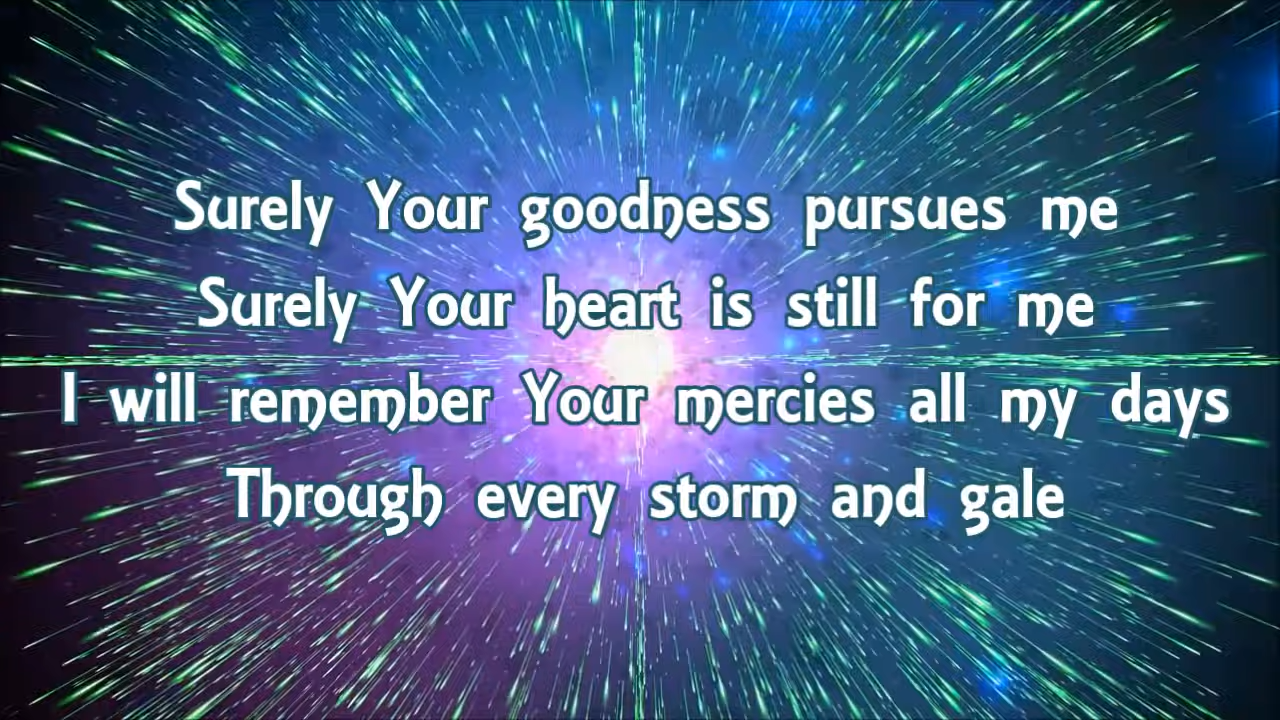 Surely Your goodness pursues me
Surely Your heart is still for me
I will remember Your mercies all my days
Through every storm and gale